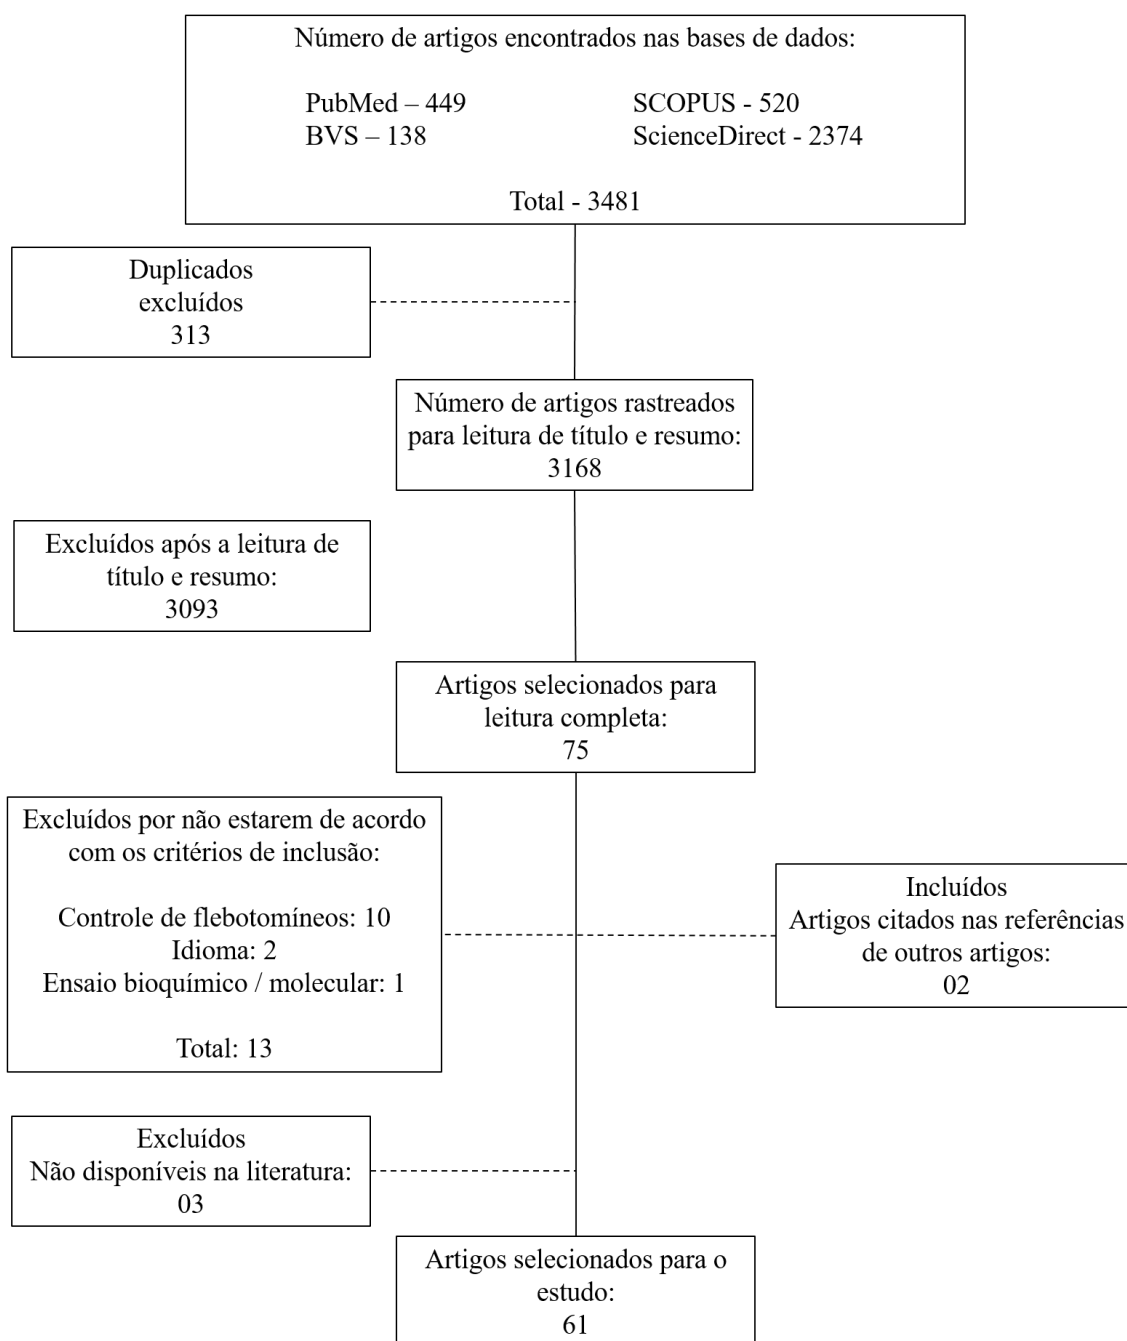 Número de artigos encontrados nas bases de dados:
PubMed – 449 SCOPUS - 520
BVS – 138 ScienceDirect - 2374
Total - 3481
Duplicados
excluídos
313
Número de artigos rastreados
para leitura de título e resumo:
3168
Excluídos após a leitura de
título e resumo:
3093
Artigos selecionados para
leitura completa:
75
Excluídos por não estarem de acordo
com os critérios de inclusão:
Controle de flebotomíneos: 10
Idioma: 2
Ensaio bioquímico / molecular: 1
Total: 13
Incluídos
Artigos citados nas referências
de outros artigos:
02
Excluídos
Não disponíveis na literatura:
03
Artigos selecionados para o
estudo:
61